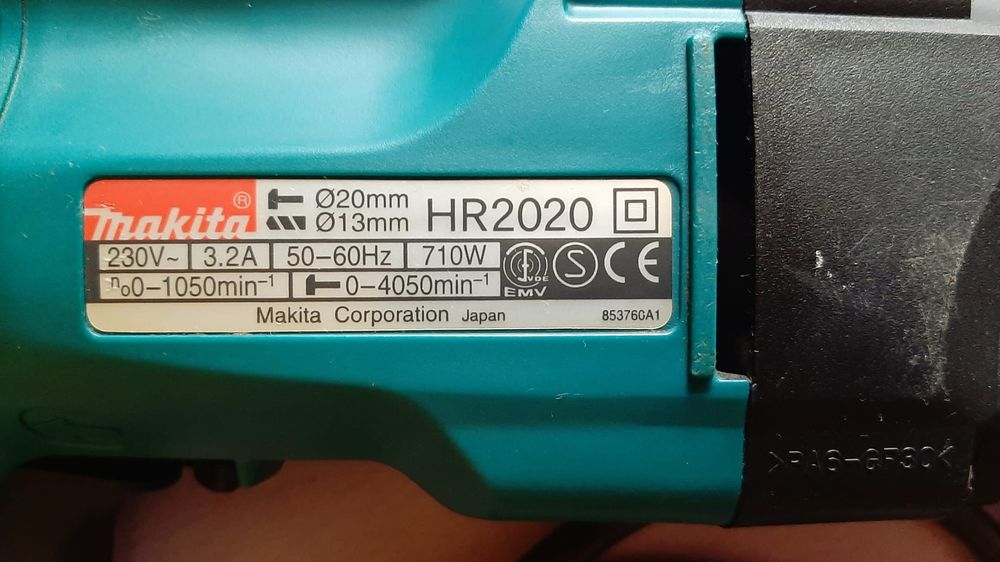 makita® Ø20mm HR2020
Ø13mm
230V~ 3.2A 50–60Hz 710W
VDE S CE
EMV
n₀0–1050min⁻¹ 0–4050min⁻¹
Makita Corporation Japan 853760A1
>PA6-GF30<